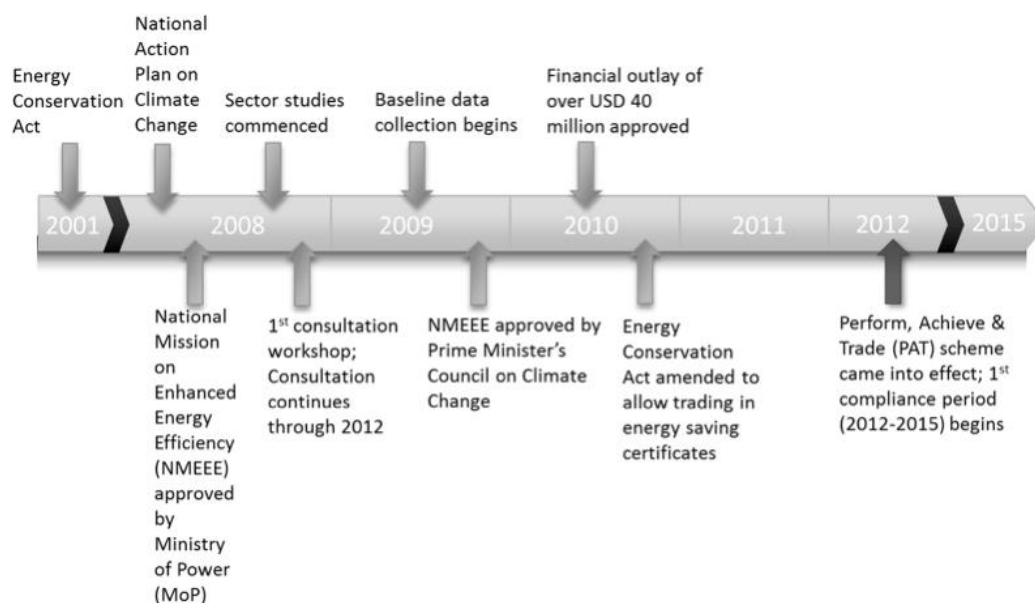 National
Action
Plan on
Climate
Change
Energy
Conservation
Act
Sector studies
commenced
Baseline data
collection begins
Financial outlay of
over USD 40
million approved
2001
2008
2009
2010
2011
2012
2015
National
Mission
on
Enhanced
Energy
Efficiency
(NMEEE)
approved
by
Ministry
of Power
(MoP)
1st consultation
workshop;
Consultation
continues
through 2012
NMEEE approved by
Prime Minister’s
Council on Climate
Change
Energy
Conservation
Act amended to
allow trading in
energy saving
certificates
Perform, Achieve &
Trade (PAT) scheme
came into effect; 1st
compliance period
(2012-2015) begins